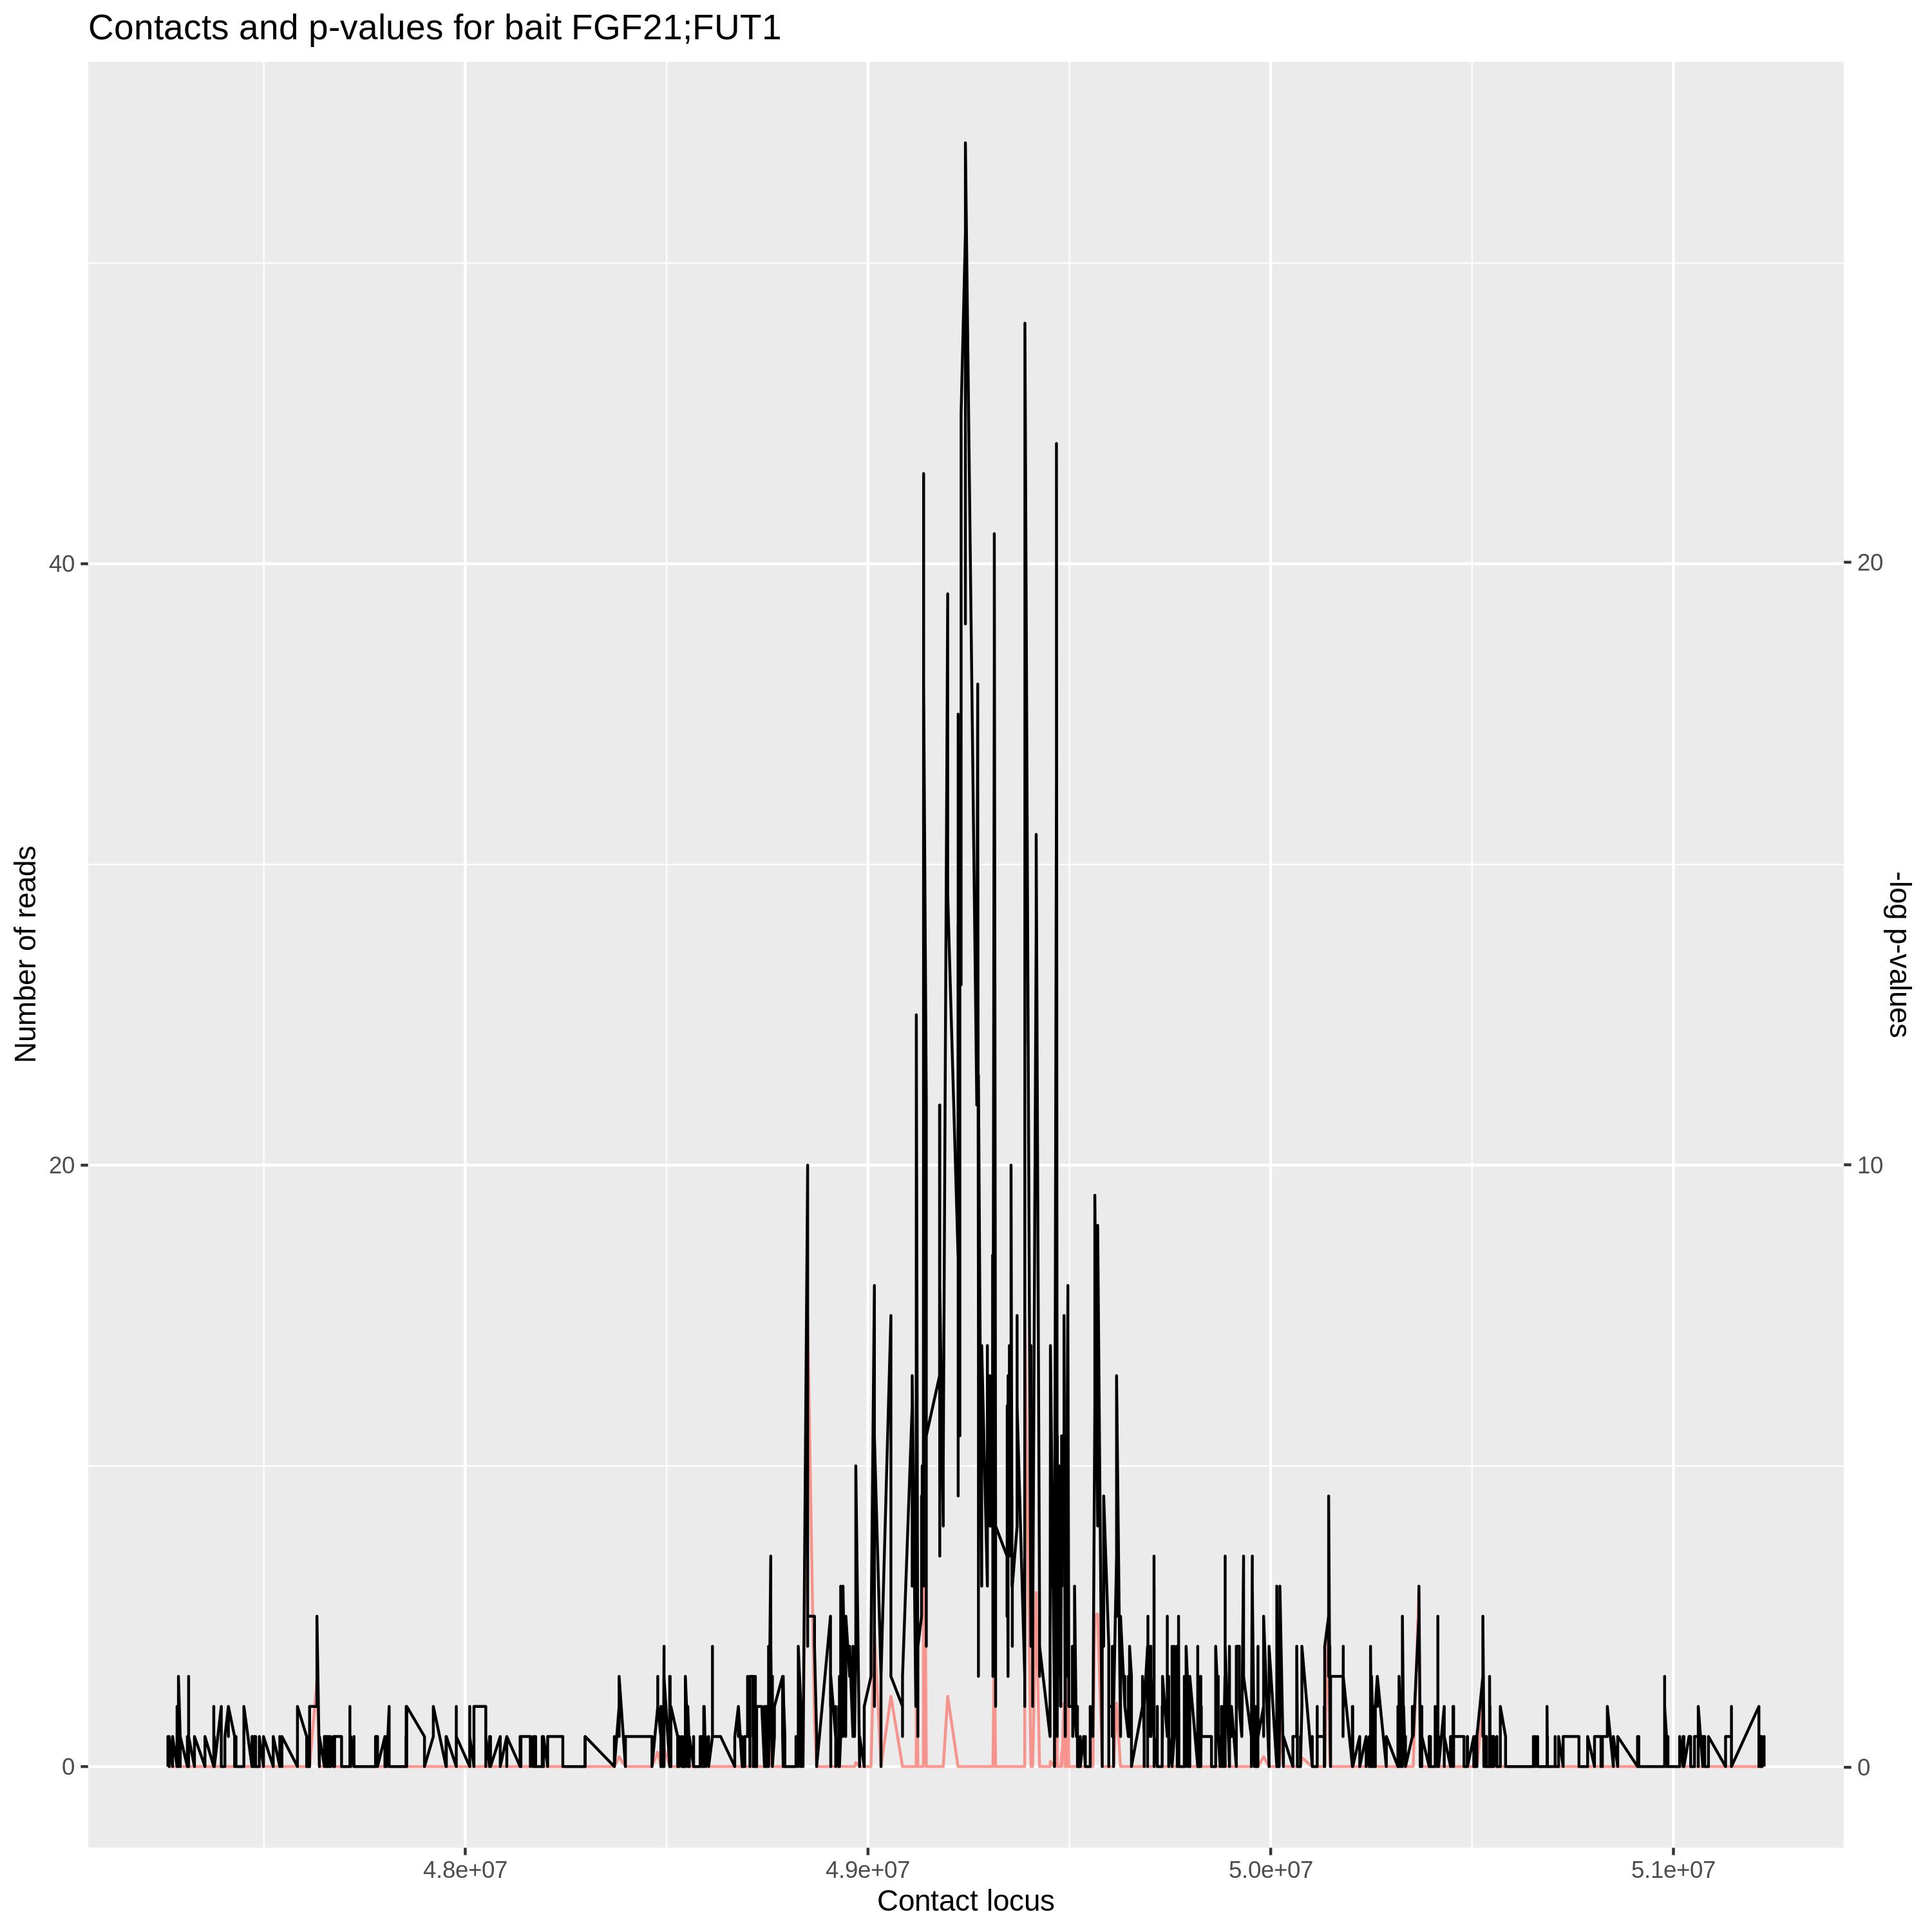 Contacts and p-values for bait FGF21;FUT1
Number of reads
40
20
0
20
10
0
-log p-values
4.8e+07 4.9e+07 5.0e+07 5.1e+07
Contact locus